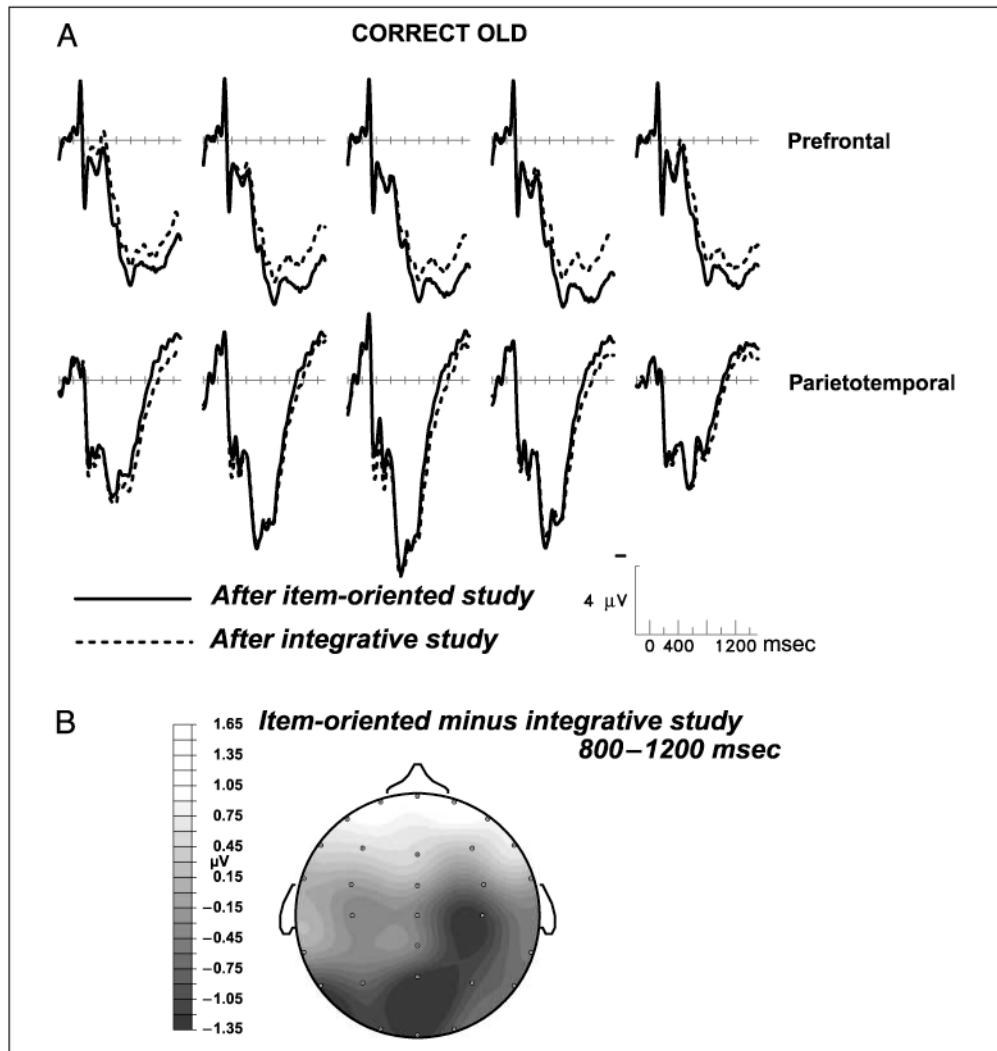 A
CORRECT OLD
Prefrontal
Parietotemporal
–
4 μV
0 400 1200 msec
After item-oriented study
After integrative study
B
Item-oriented minus integrative study
800–1200 msec
1.65
1.35
1.05
0.75
0.45
μV
0.15
−0.15
−0.45
−0.75
−1.05
−1.35